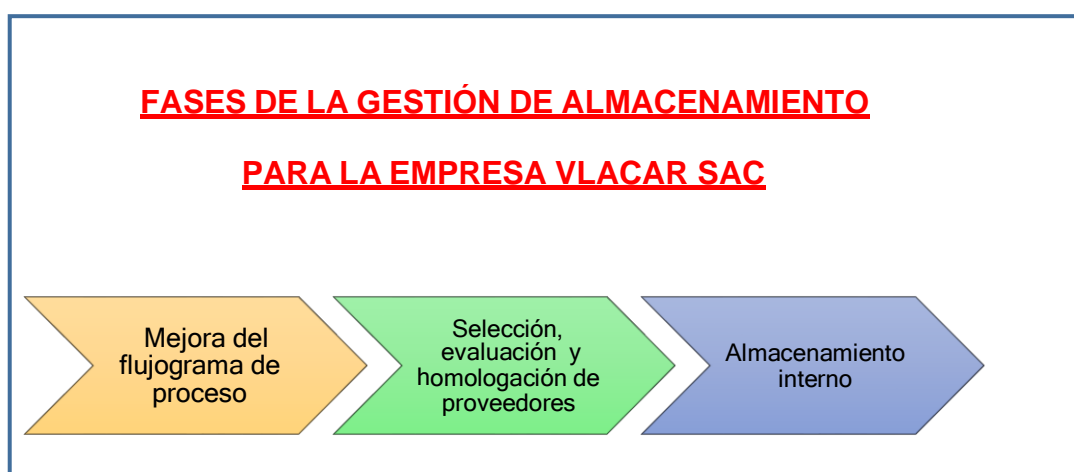 FASES DE LA GESTIÓN DE ALMACENAMIENTO
PARA LA EMPRESA VLACAR SAC
Mejora del
flujograma de
proceso
Selección,
evaluación y
homologación de
proveedores
Almacenamiento
interno